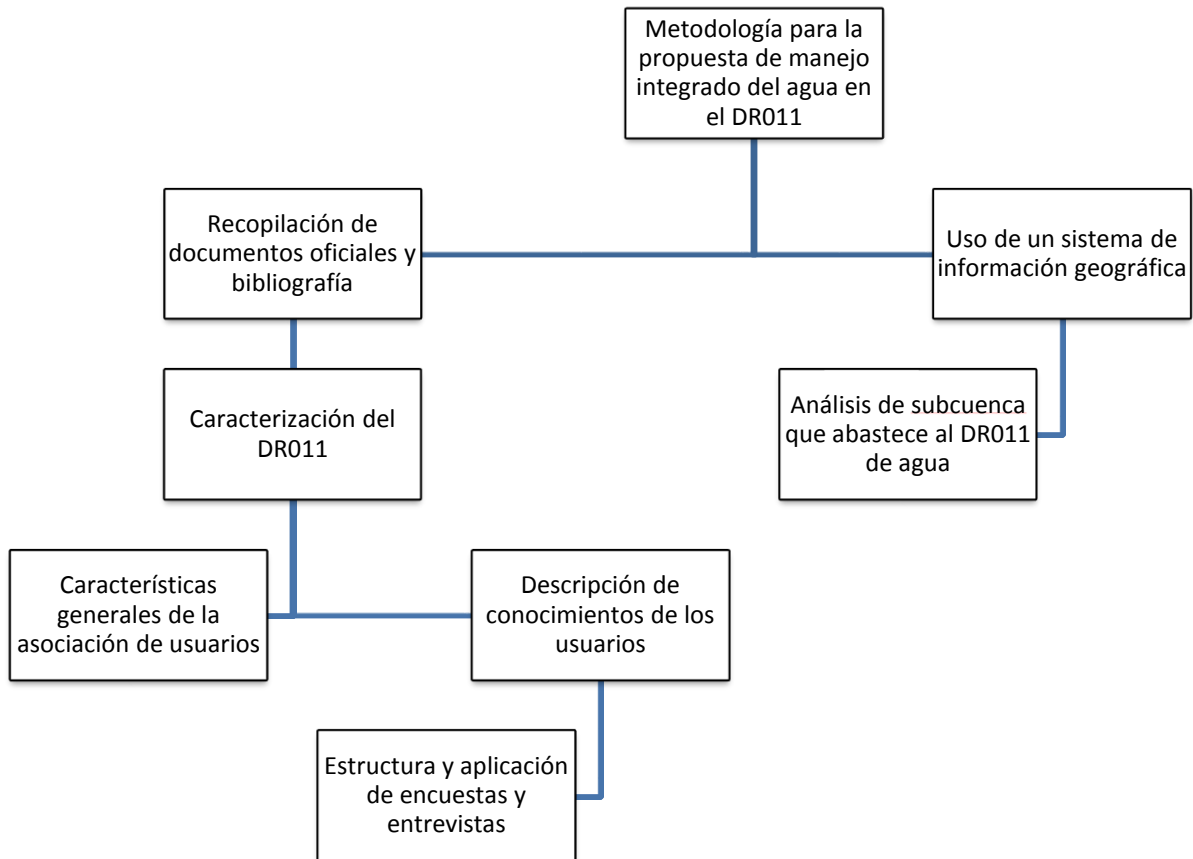 Metodología para la
propuesta de manejo
integrado del agua en
el DR011
Recopilación de
documentos oficiales y
bibliografía
Uso de un sistema de
información geográfica
Caracterización del
DR011
Análisis de subcuenca
que abastece al DR011
de agua
Característícas
generales de la
asociación de usuarios
Descripción de
conocimientos de los
usuarios
Estructura y aplicación
de encuestas y
entrevistas